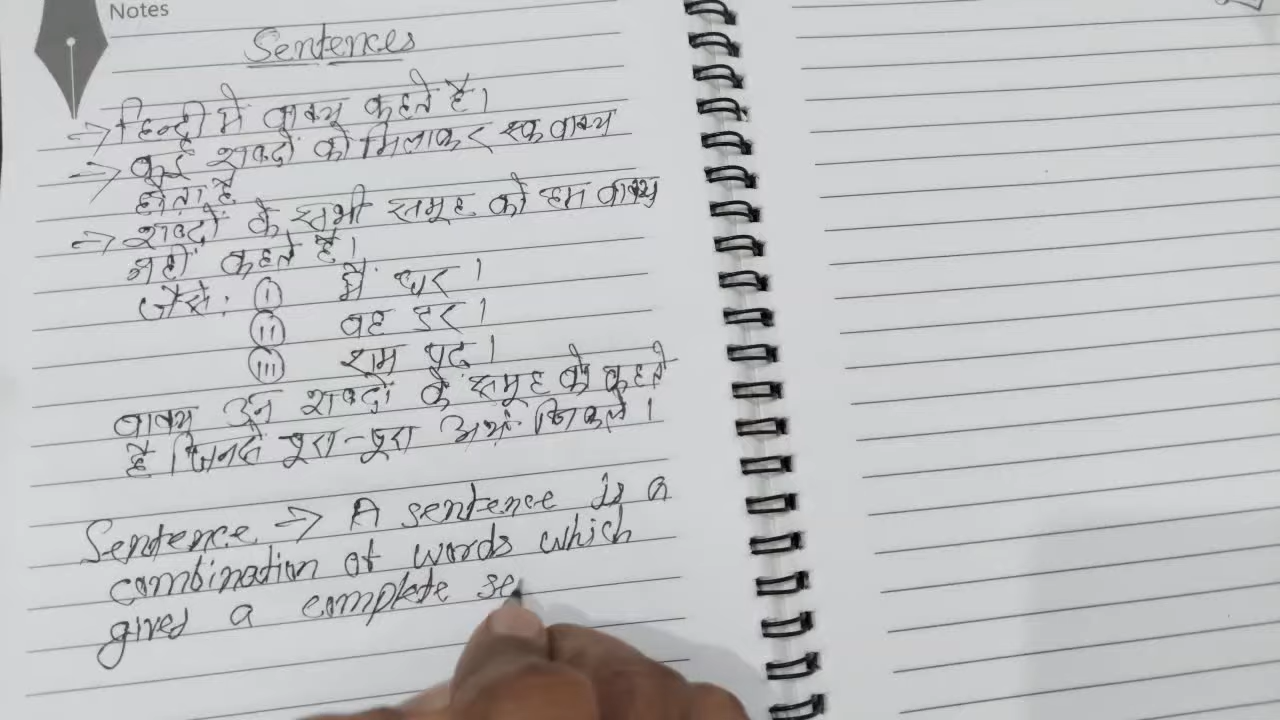 Notes
Sentences
→ हिन्दी में वाक्य कहते है।
→ कई शब्दों को मिलाकर एक वाक्य
होता है
→ शब्दों के सभी समूह को हम वाक्य
नहीं कहते है।
जैसे: (i) मैं घर।
(ii) वह डर।
(iii) राम पढ़।
वाक्य उन शब्दों के समूह को कहते
है जिनसे पूरा-पूरा अर्थ निकले।
Sentence → A sentence is a
combination of words which
gives a complete se